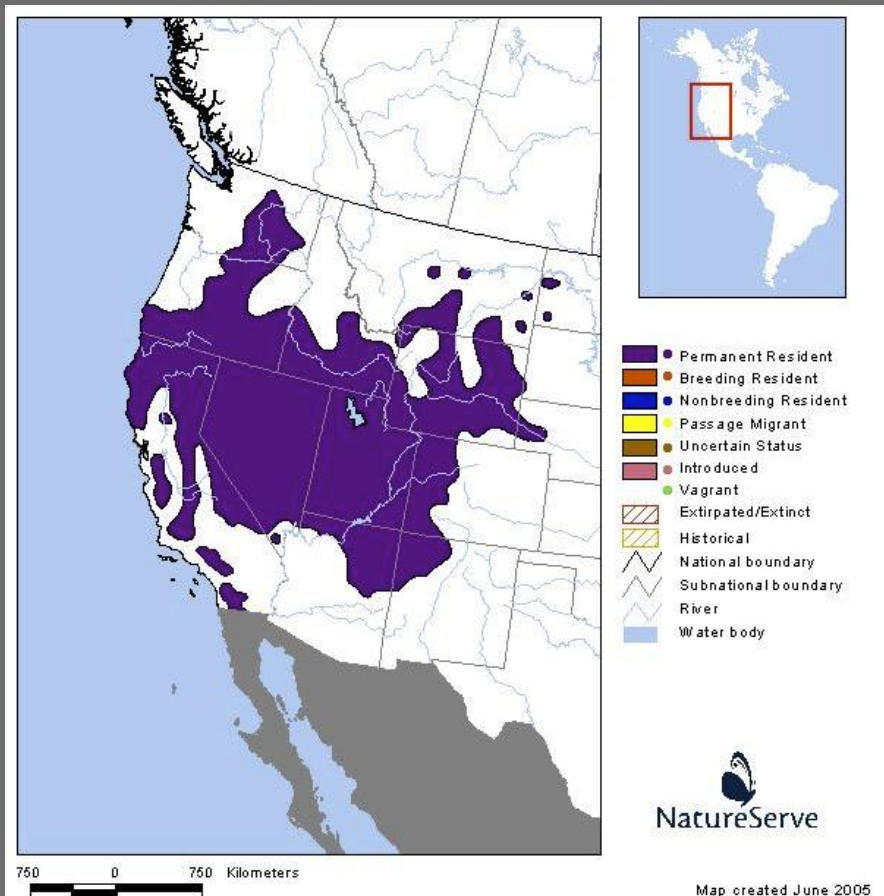 Permanent Resident
Breeding Resident
Nonbreeding Resident
Passage Migrant
Uncertain Status
Introduced
Vagrant
Extirpated/Extinct
Historical
National boundary
Subnational boundary
River
Water body
NatureServe
750 0 750 Kilometers
Map created June 2005